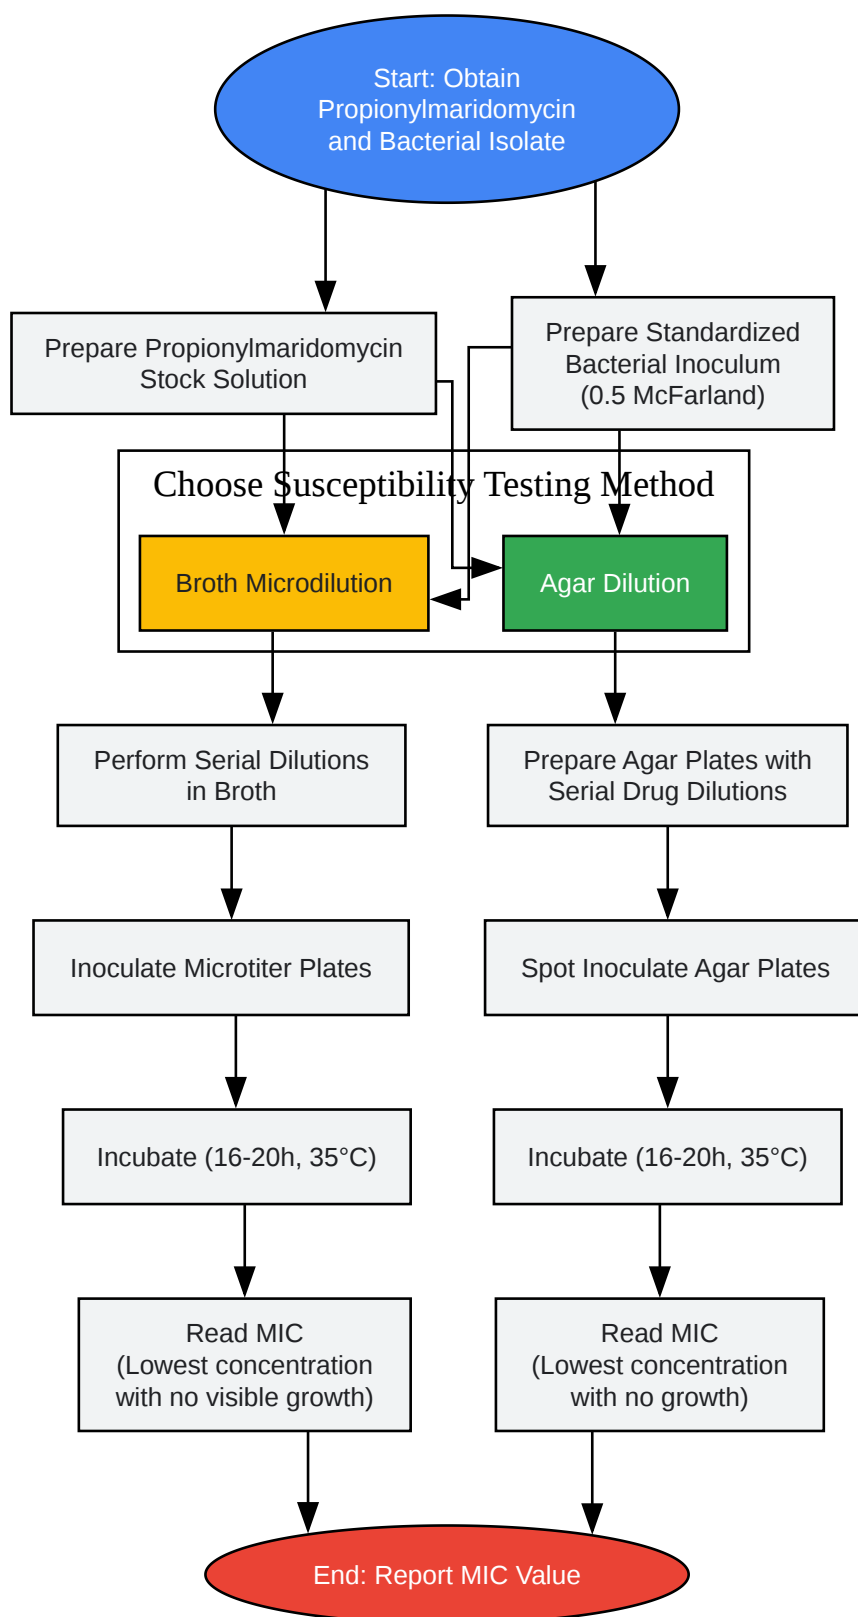 Start: Obtain
Propionylmaridomycin
and Bacterial Isolate
Prepare Propionylmaridomycin
Stock Solution
Prepare Standardized
Bacterial Inoculum
(0.5 McFarland)
Choose Susceptibility Testing Method
Broth Microdilution
Agar Dilution
Perform Serial Dilutions
in Broth
Prepare Agar Plates with
Serial Drug Dilutions
Inoculate Microtiter Plates
Spot Inoculate Agar Plates
Incubate (16-20h, 35°C)
Incubate (16-20h, 35°C)
Read MIC
(Lowest concentration
with no visible growth)
Read MIC
(Lowest concentration
with no growth)
End: Report MIC Value